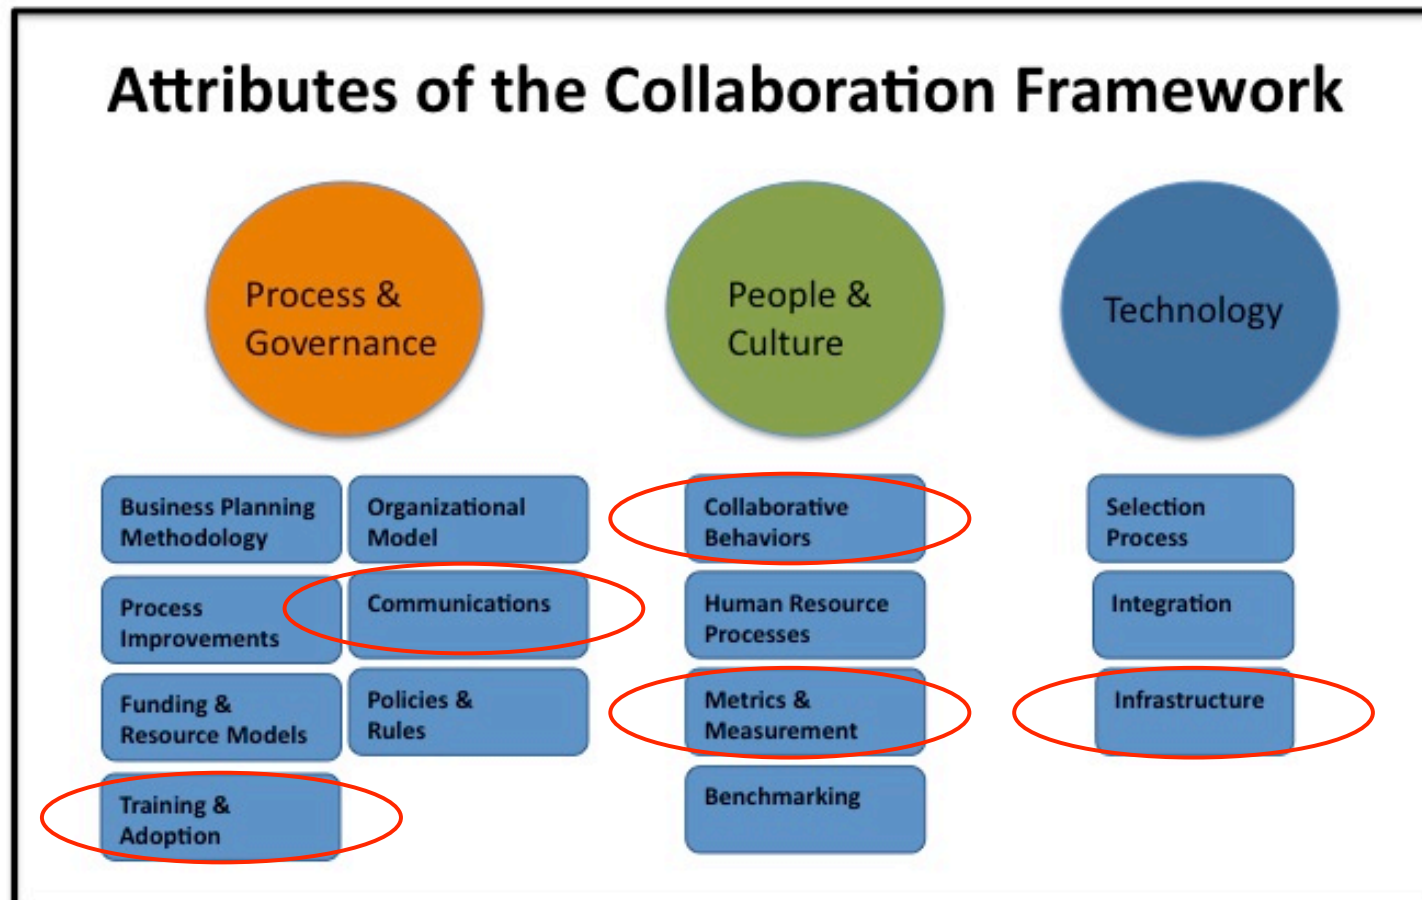 Attributes of the Collaboration Framework
Process &
Governance
People &
Culture
Technology
Business Planning
Methodology
Organizational
Model
Process
Improvements
Communications
Funding &
Resource Models
Policies &
Rules
Training &
Adoption
Collaborative
Behaviors
Human Resource
Processes
Metrics &
Measurement
Benchmarking
Selection
Process
Integration
Infrastructure